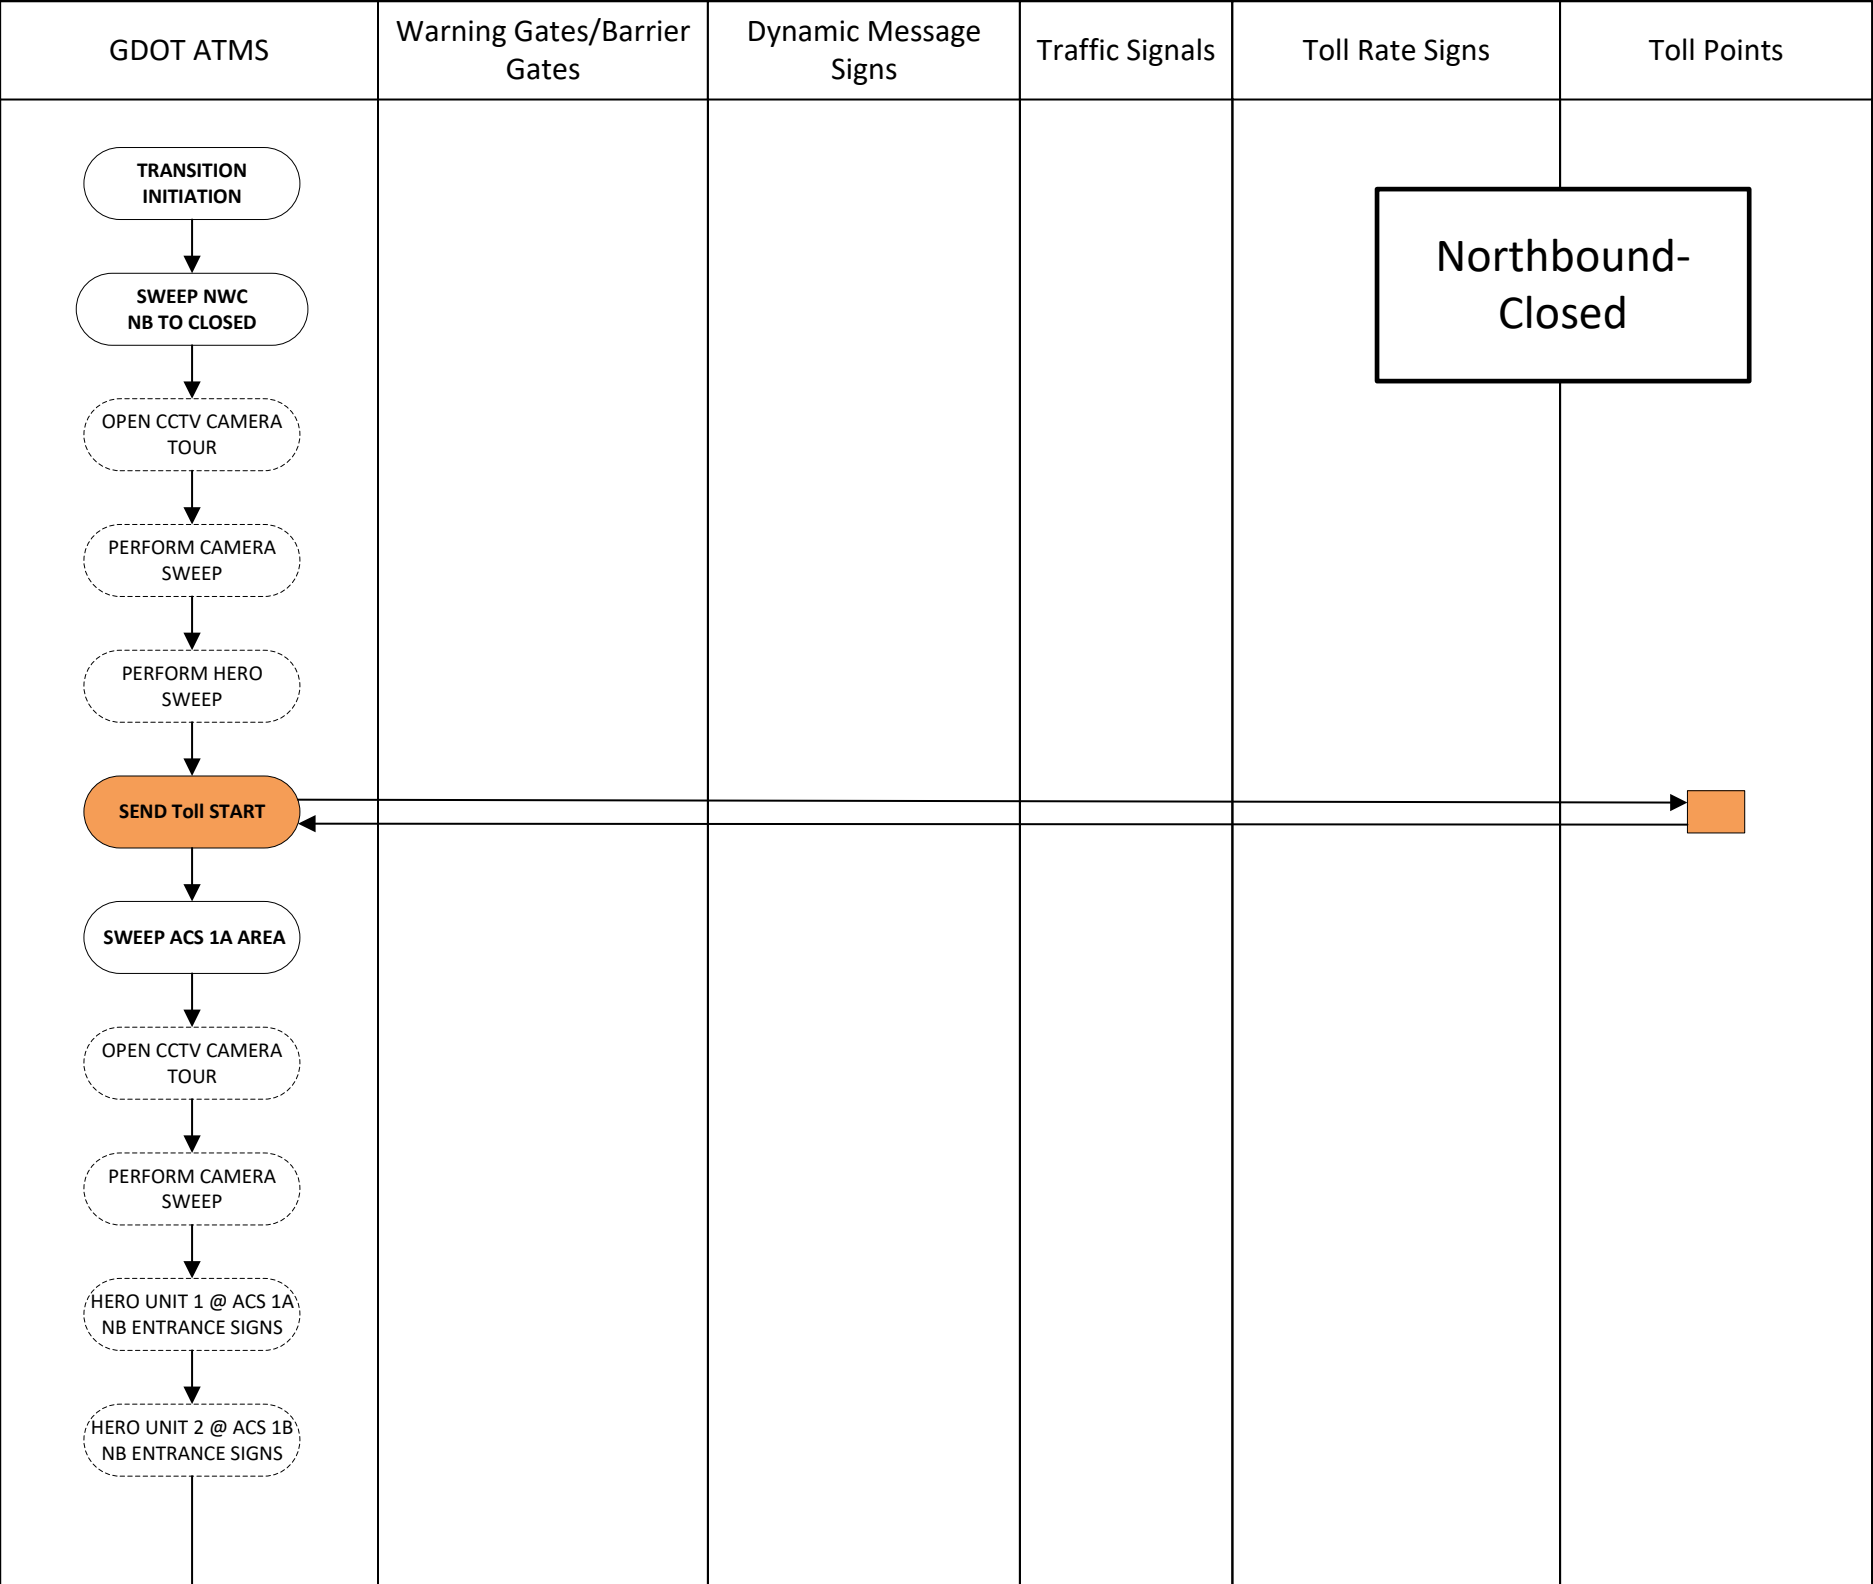 GDOT ATMS
Warning Gates/Barrier
Gates
Dynamic Message
Signs
Traffic Signals
Toll Rate Signs
Toll Points
Northbound-
Closed
TRANSITION
INITIATION
SWEEP NWC
NB TO CLOSED
OPEN CCTV CAMERA
TOUR
PERFORM CAMERA
SWEEP
PERFORM HERO
SWEEP
SEND Toll START
SWEEP ACS 1A AREA
OPEN CCTV CAMERA
TOUR
PERFORM CAMERA
SWEEP
HERO UNIT 1 @ ACS 1A
NB ENTRANCE SIGNS
HERO UNIT 2 @ ACS 1B
NB ENTRANCE SIGNS